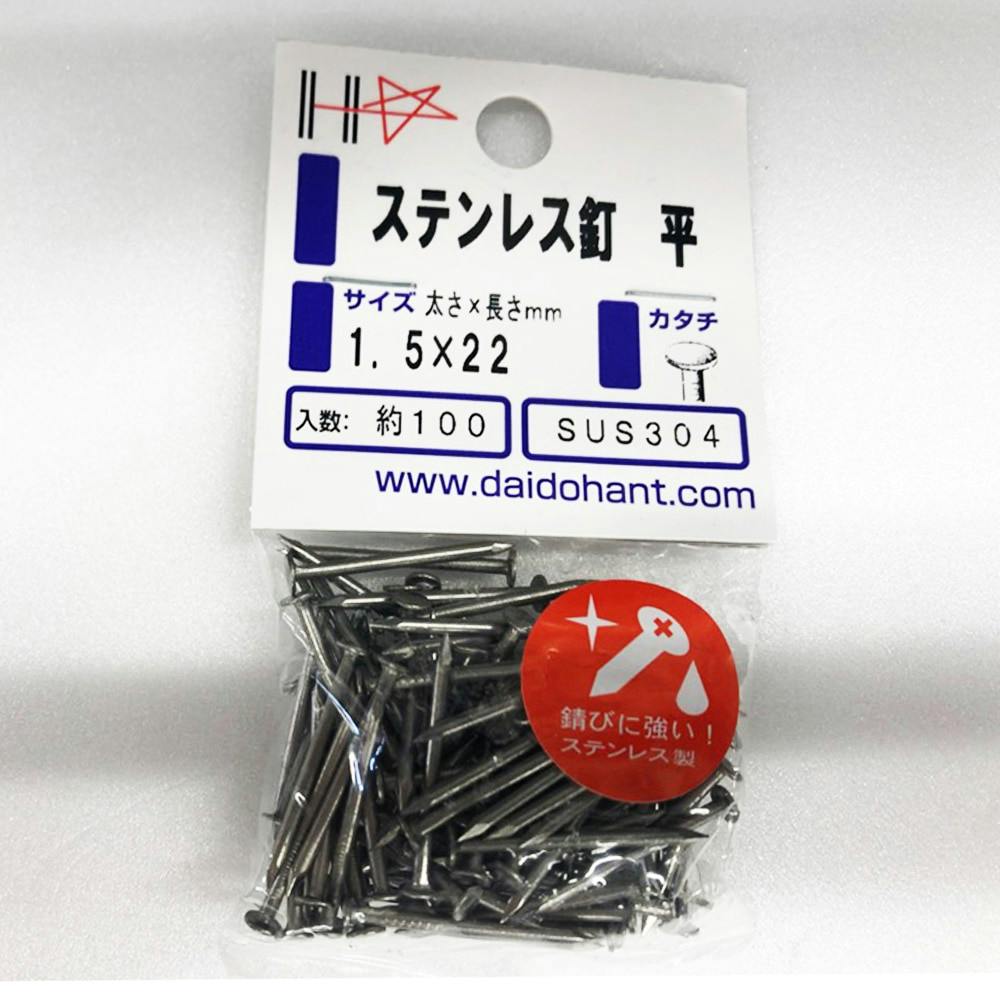 ステンレス釘 平
サイズ 太さ×長さmm
1.5×22
カタチ
入数: 約100
SUS304
www.daidohant.com
錆びに強い!
ステンレス製